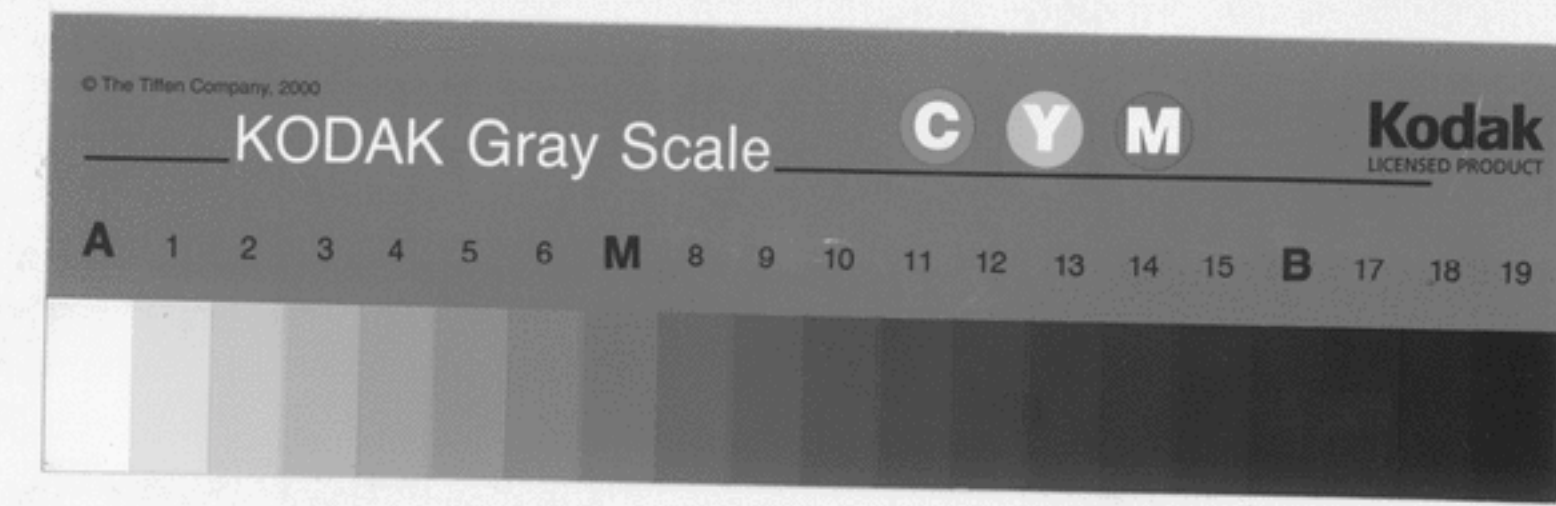 © The Tiffen Company, 2000
KODAK Gray Scale
C Y M
Kodak
LICENSED PRODUCT
A 1 2 3 4 5 6 M 8 9 10 11 12 13 14 15 B 17 18 19